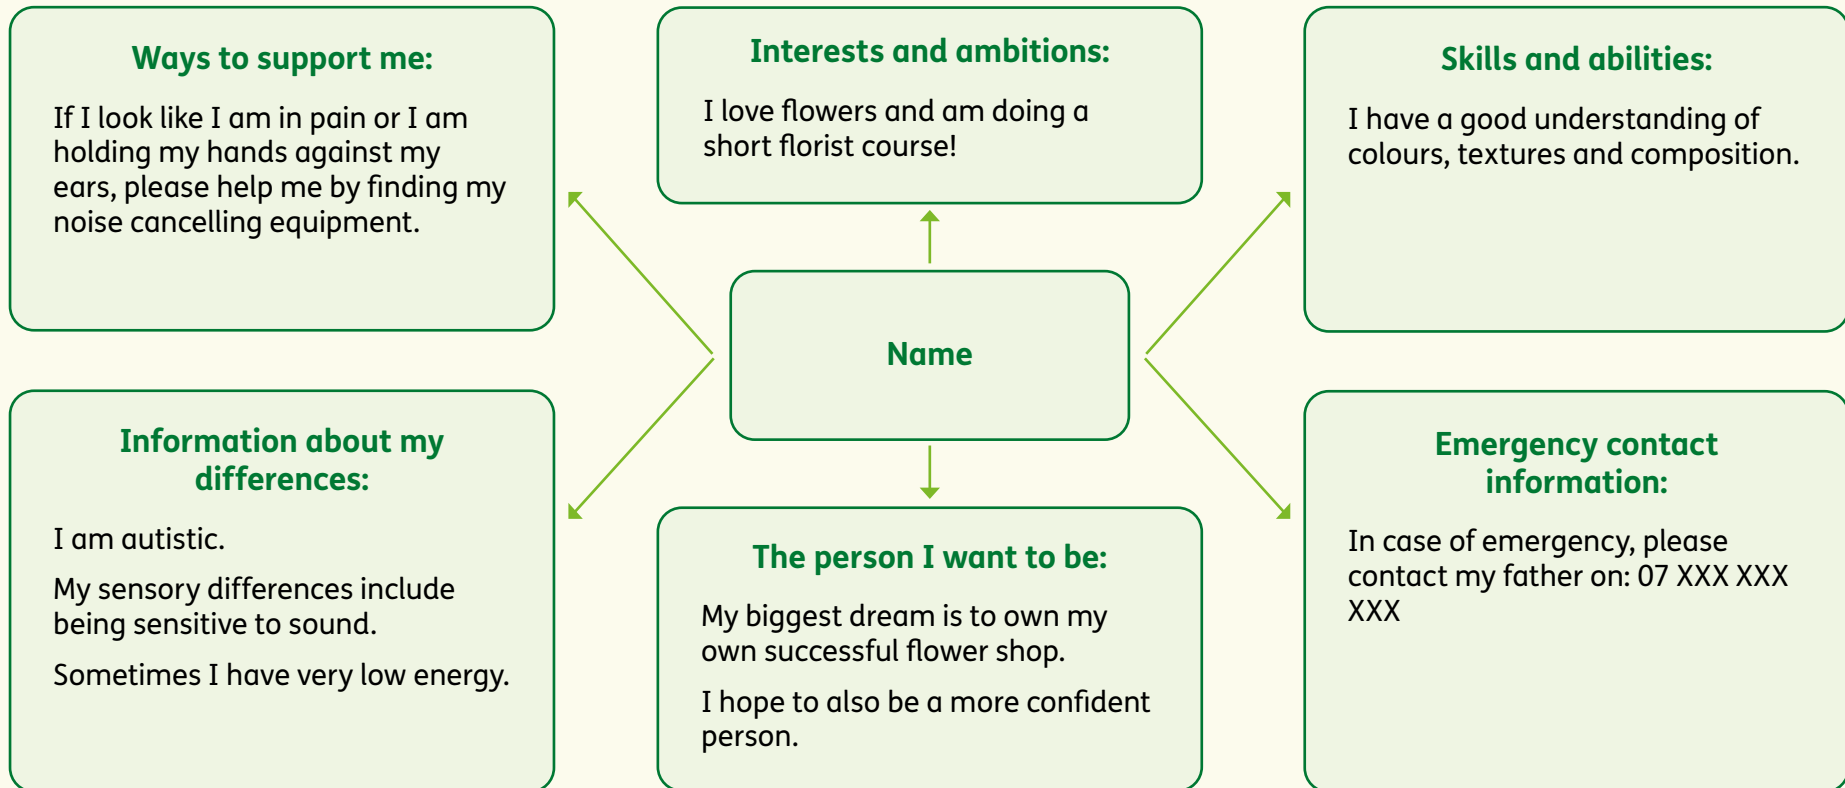 Ways to support me:
If I look like I am in pain or I am
holding my hands against my
ears, please help me by finding my
noise cancelling equipment.
Interests and ambitions:
I love flowers and am doing a
short florist course!
Skills and abilities:
I have a good understanding of
colours, textures and composition.
Name
Information about my
differences:
I am autistic.
My sensory differences include
being sensitive to sound.
Sometimes I have very low energy.
The person I want to be:
My biggest dream is to own my
own successful flower shop.
I hope to also be a more confident
person.
Emergency contact
information:
In case of emergency, please
contact my father on: 07 XXX XXX
XXX